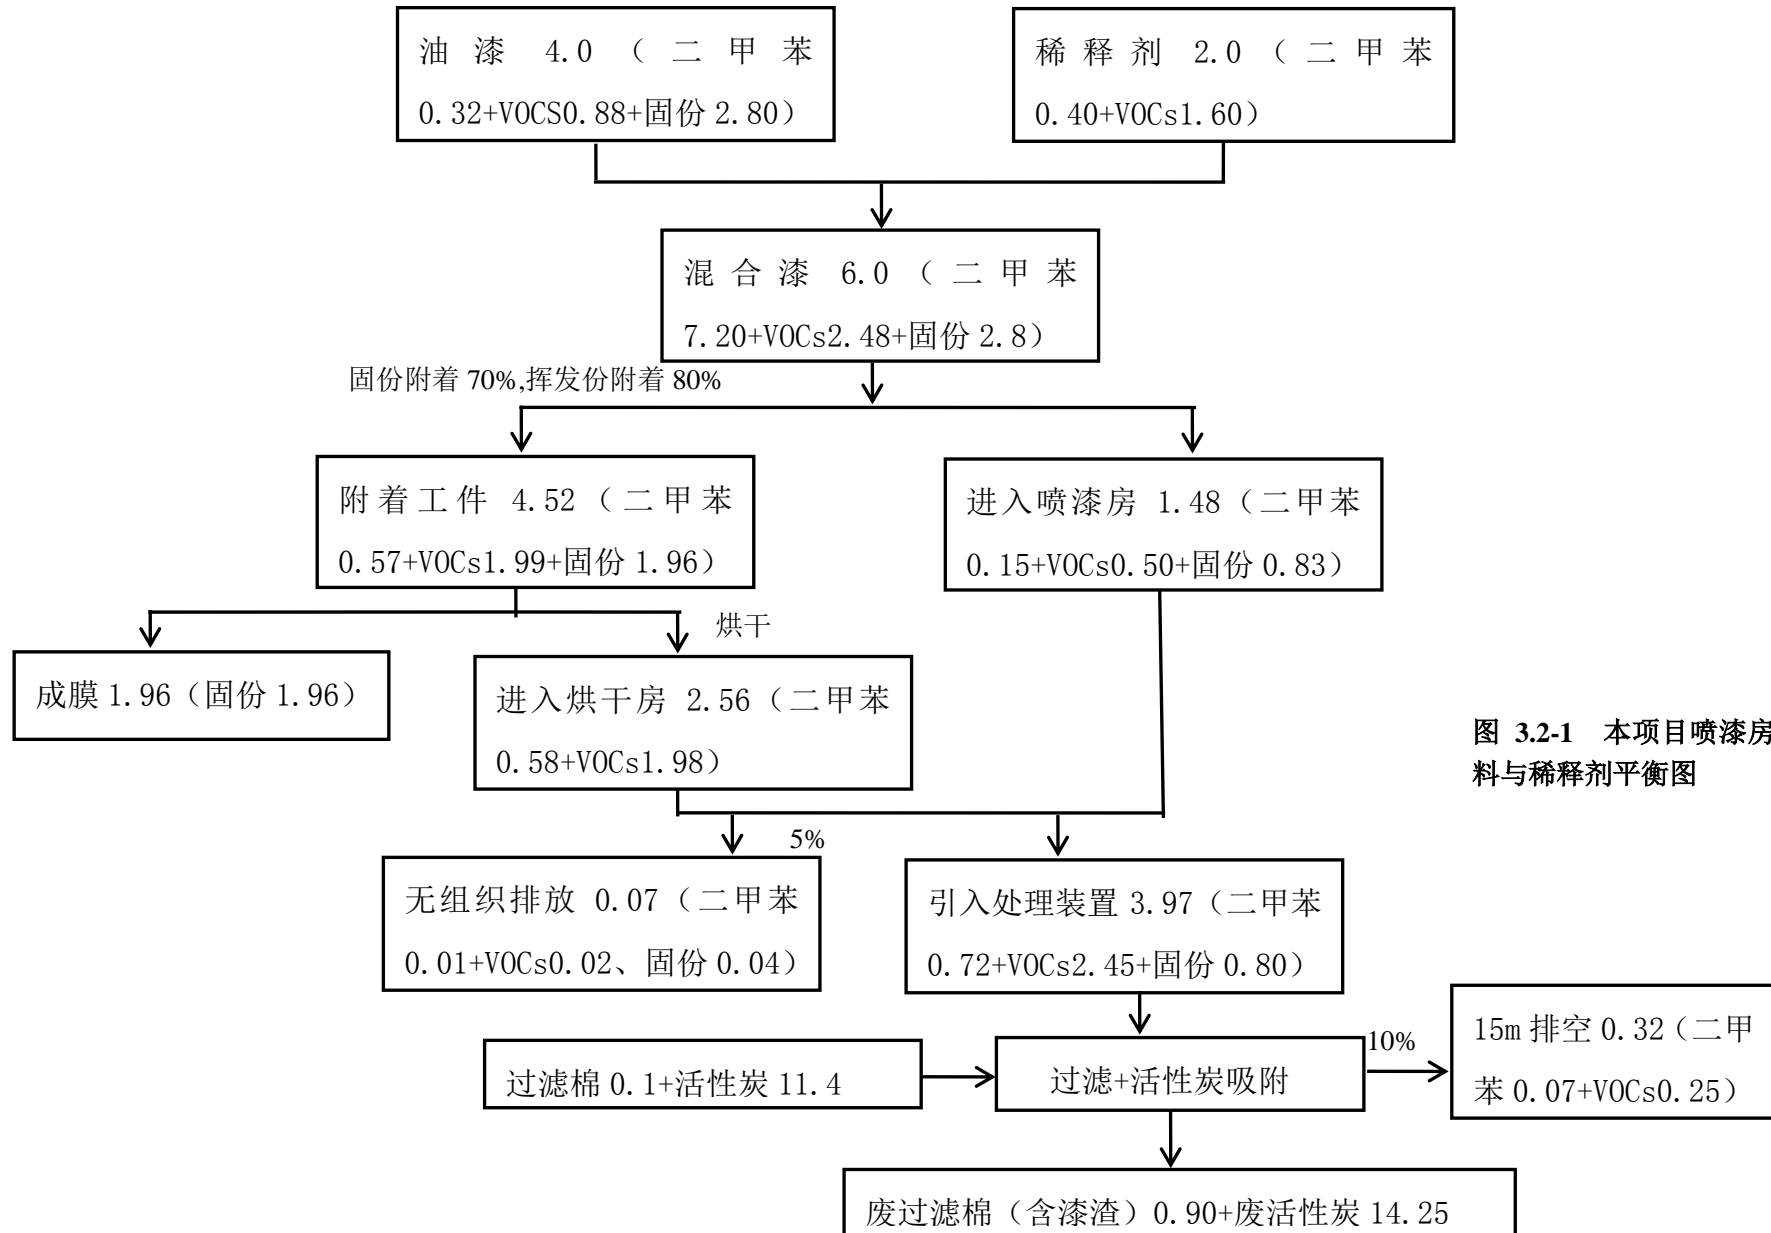 油漆 4.0（二甲苯
0.32+VOCS0.88+固份 2.80）
稀释剂 2.0（二甲苯
0.40+VOCs1.60）
混合漆 6.0（二甲苯
7.20+VOCs2.48+固份 2.8）
固份附着 70%,挥发份附着 80%
附着工件 4.52（二甲苯
0.57+VOCs1.99+固份 1.96）
进入喷漆房 1.48（二甲苯
0.15+VOCs0.50+固份 0.83）
烘干
成膜 1.96（固份 1.96）
进入烘干房 2.56（二甲苯
0.58+VOCs1.98）
图 3.2-1 本项目喷漆房
料与稀释剂平衡图
5%
无组织排放 0.07（二甲苯
0.01+VOCs0.02、固份 0.04）
引入处理装置 3.97（二甲苯
0.72+VOCs2.45+固份 0.80）
过滤棉 0.1+活性炭 11.4
过滤+活性炭吸附
10%
15m 排空 0.32（二甲
苯 0.07+VOCs0.25）
废过滤棉（含漆渣）0.90+废活性炭 14.25